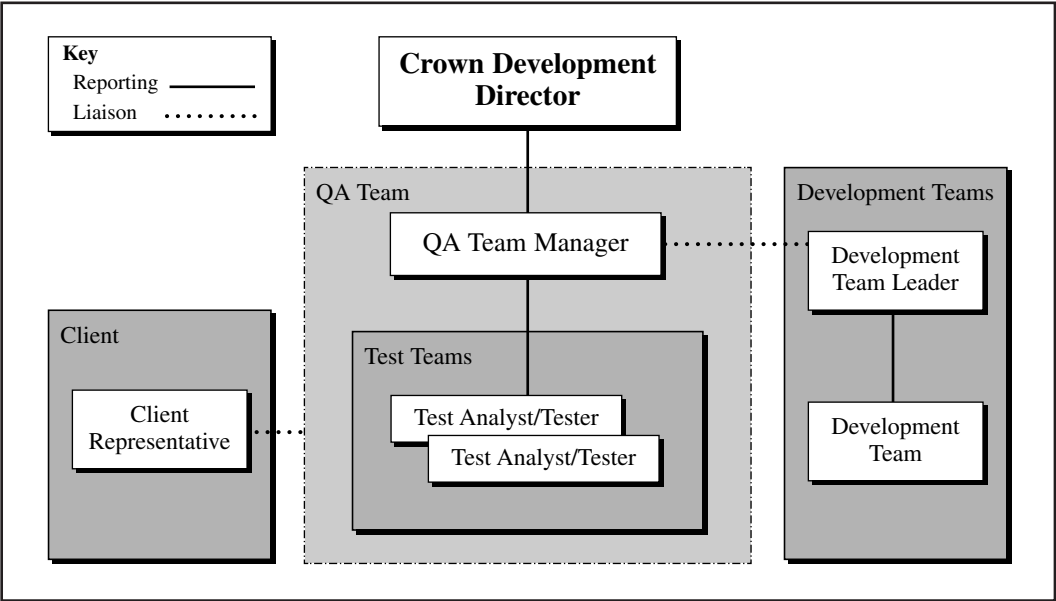 Key
Reporting
Liaison
Crown Development
Director
QA Team
QA Team Manager
Development Teams
Development
Team Leader
Client
Client
Representative
Test Teams
Test Analyst/Tester
Test Analyst/Tester
Development
Team